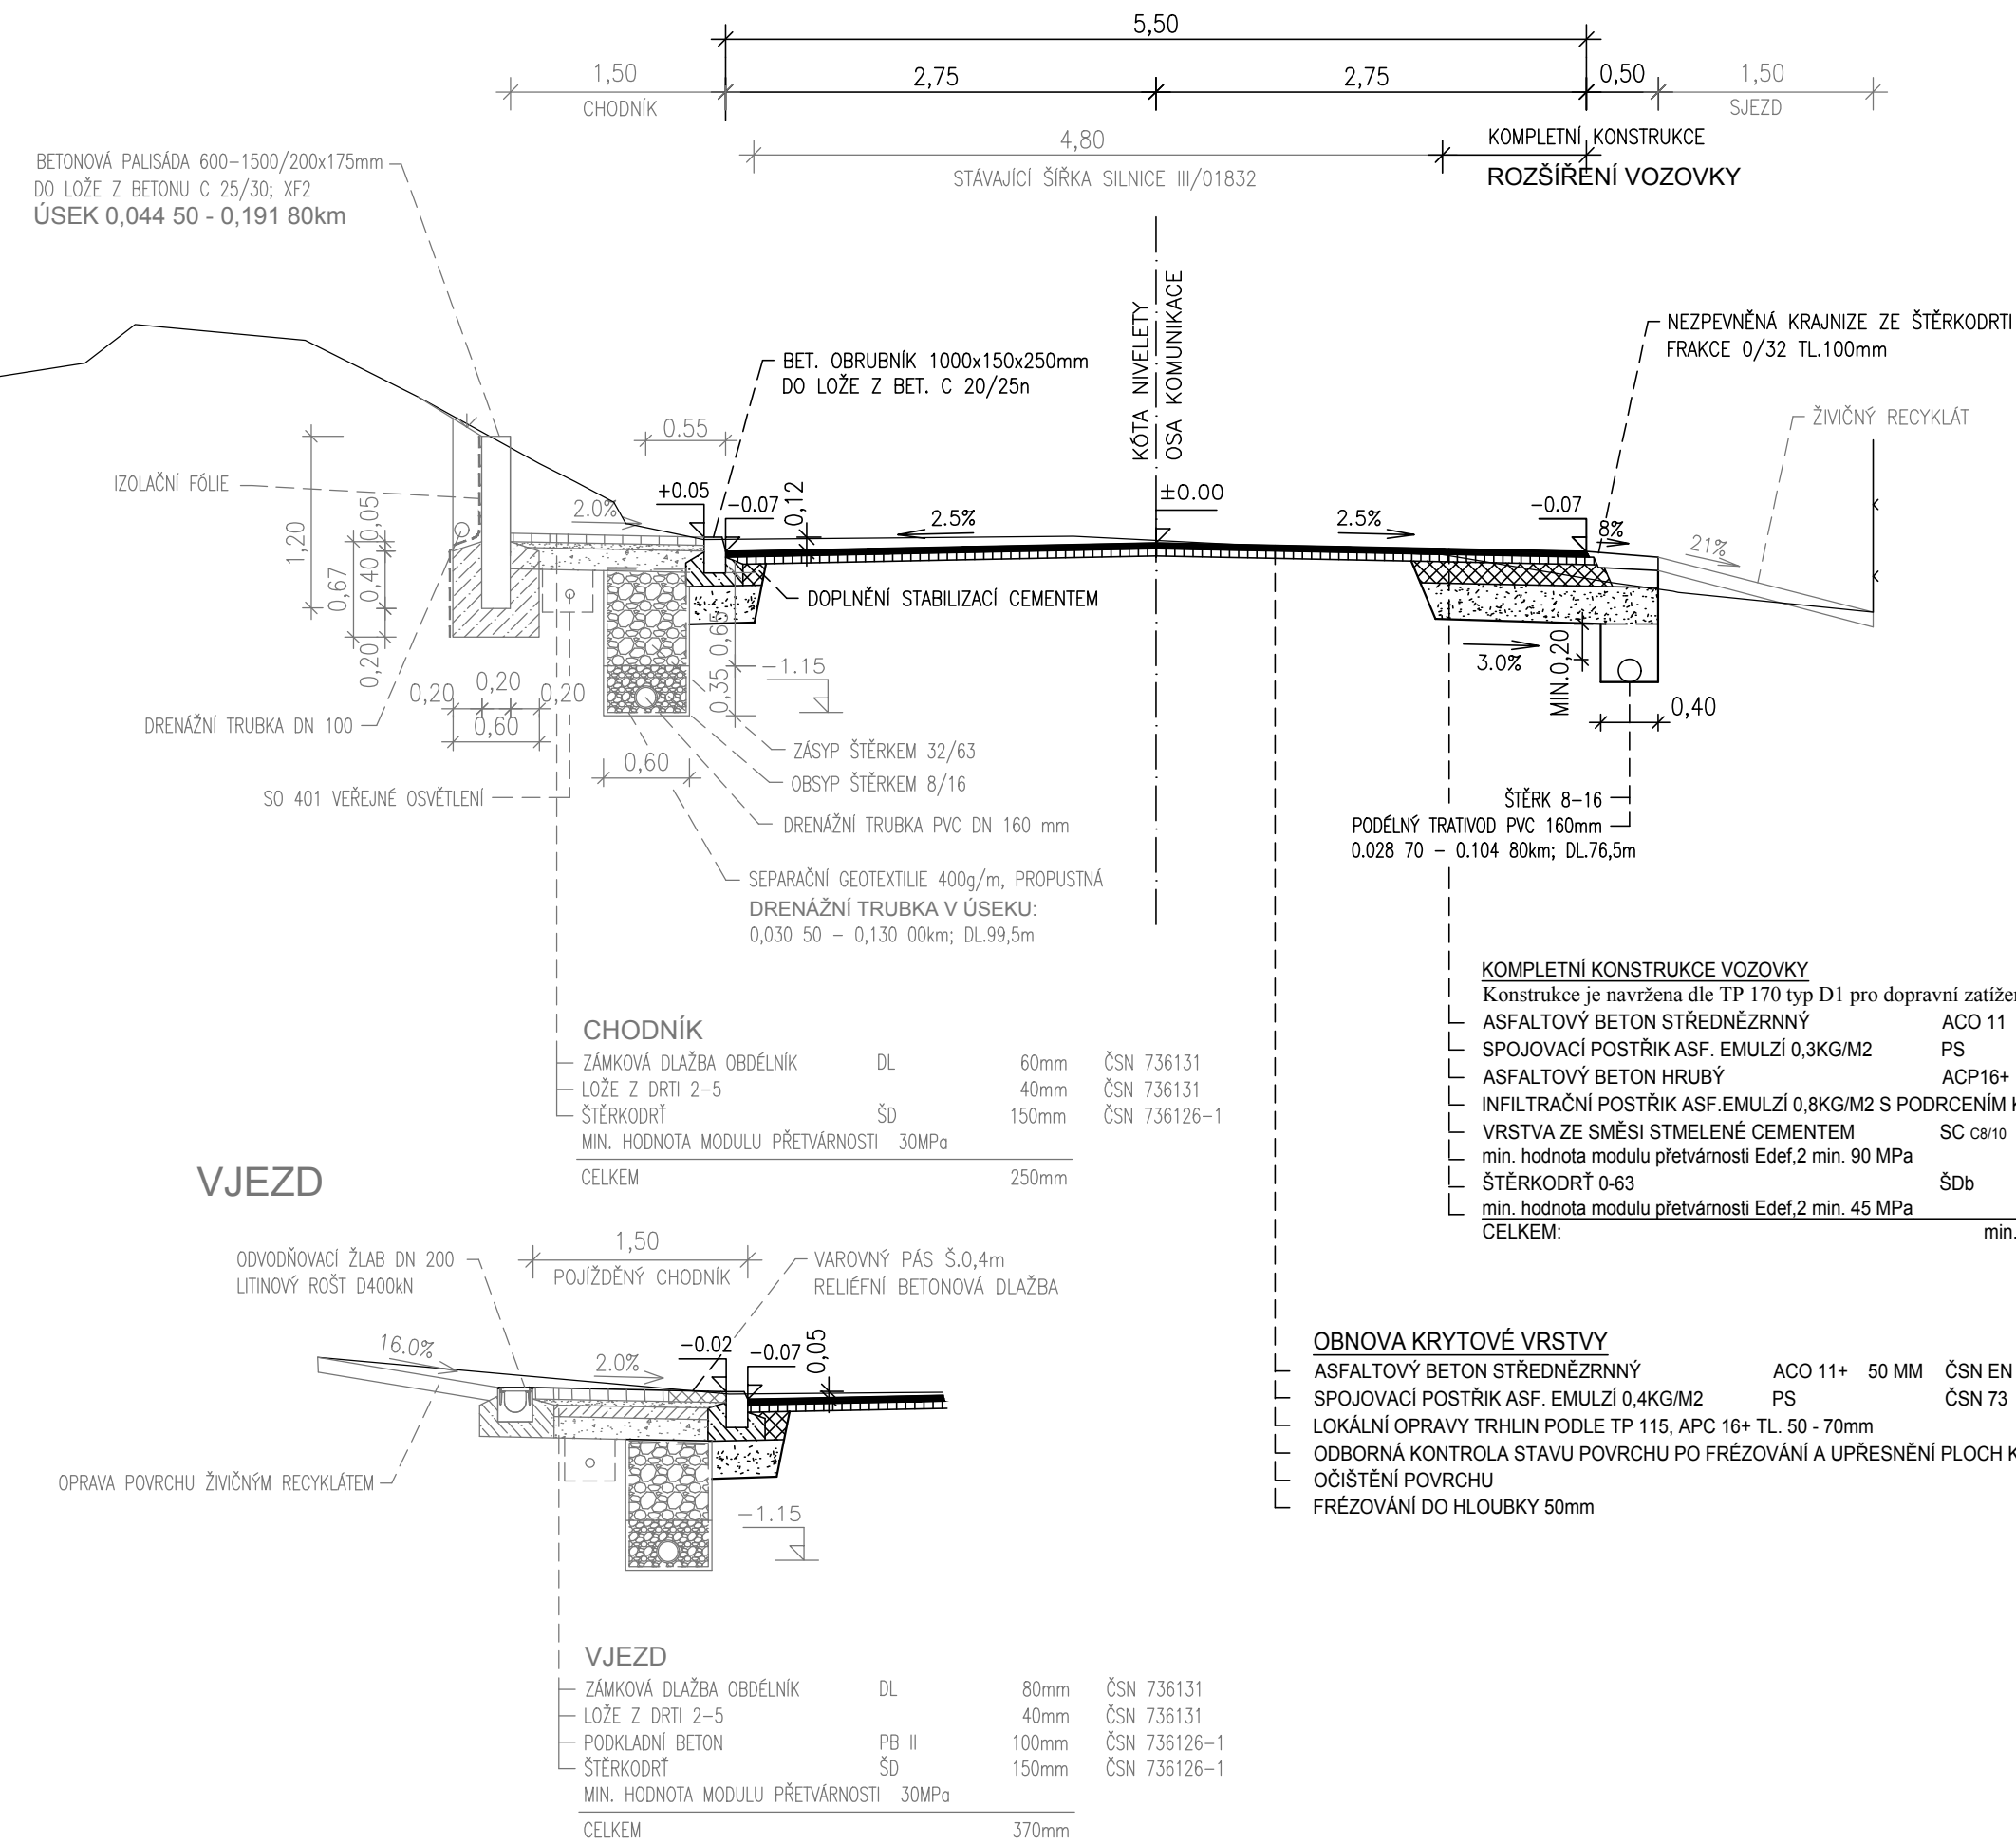 5,50
1,50 2,75 2,75 0,50 1,50
CHODNÍK SJEZD
4,80 KOMPLETNÍ KONSTRUKCE
STÁVAJÍCÍ ŠÍŘKA SILNICE III/01832 ROZŠÍŘENÍ VOZOVKY
BETONOVÁ PALISÁDA 600-1500/200x175mm
DO LOŽE Z BETONU C 25/30; XF2
ÚSEK 0,044 50 - 0,191 80km
KÓTA NIVELETY
OSA KOMUNIKACE
NEZPEVNĚNÁ KRAJNIZE ZE ŠTĚRKODRTI
FRAKCE 0/32 TL.100mm
BET. OBRUBNÍK 1000x150x250mm
DO LOŽE Z BET. C 20/25n
ŽIVIČNÝ RECYKLÁT
0.55
IZOLAČNÍ FÓLIE
+0.05 -0.07 0,12 ±0.00 -0.07
2.0% 2.5% 2.5% 8% 21%
1,20 0,67 0,40 0,05 0,20
DOPLNĚNÍ STABILIZACÍ CEMENTEM
0,35 0,65
-1.15
3.0% MIN.0,20
0,40
0,20 0,20 0,20
0,60
DRENÁŽNÍ TRUBKA DN 100
0,60
ZÁSYP ŠTĚRKEM 32/63
OBSYP ŠTĚRKEM 8/16
SO 401 VEŘEJNÉ OSVĚTLENÍ
DRENÁŽNÍ TRUBKA PVC DN 160 mm
ŠTĚRK 8-16
PODÉLNÝ TRATIVOD PVC 160mm
0.028 70 - 0.104 80km; DL.76,5m
SEPARAČNÍ GEOTEXTILIE 400g/m, PROPUSTNÁ
DRENÁŽNÍ TRUBKA V ÚSEKU:
0,030 50 - 0,130 00km; DL.99,5m
KOMPLETNÍ KONSTRUKCE VOZOVKY
Konstrukce je navržena dle TP 170 typ D1 pro dopravní
ASFALTOVÝ BETON STŘEDNĚZRNNÝ ACO 11
SPOJOVACÍ POSTŘIK ASF. EMULZÍ 0,3KG/M2 PS
ASFALTOVÝ BETON HRUBÝ ACP16+
INFILTRAČNÍ POSTŘIK ASF.EMULZÍ 0,8KG/M2 S PODRCENÍM
VRSTVA ZE SMĚSI STMELENÉ CEMENTEM SC C8/10
min. hodnota modulu přetvárnosti Edef,2 min. 90 MPa
ŠTĚRKODRŤ 0-63 ŠDb
min. hodnota modulu přetvárnosti Edef,2 min. 45 MPa
CELKEM: min.
CHODNÍK
ZÁMKOVÁ DLAŽBA OBDÉLNÍK DL 60mm ČSN 736131
LOŽE Z DRTI 2-5 40mm ČSN 736131
ŠTĚRKODRŤ ŠD 150mm ČSN 736126-1
MIN. HODNOTA MODULU PŘETVÁRNOSTI 30MPa
CELKEM 250mm
VJEZD
ODVODŇOVACÍ ŽLAB DN 200
LITINOVÝ ROŠT D400kN
1,50
POJÍŽDĚNÝ CHODNÍK
VAROVNÝ PÁS Š.0,4m
RELIÉFNÍ BETONOVÁ DLAŽBA
16.0% 2.0% -0.02 -0.07 0,05
OPRAVA POVRCHU ŽIVIČNÝM RECYKLÁTEM
-1.15
OBNOVA KRYTOVÉ VRSTVY
ASFALTOVÝ BETON STŘEDNĚZRNNÝ ACO 11+ 50 MM ČSN EN
SPOJOVACÍ POSTŘIK ASF. EMULZÍ 0,4KG/M2 PS ČSN 73
LOKÁLNÍ OPRAVY TRHLIN PODLE TP 115, APC 16+ TL. 50 - 70mm
ODBORNÁ KONTROLA STAVU POVRCHU PO FRÉZOVÁNÍ A UPŘESNĚNÍ PLOCH
OČIŠTĚNÍ POVRCHU
FRÉZOVÁNÍ DO HLOUBKY 50mm
VJEZD
ZÁMKOVÁ DLAŽBA OBDÉLNÍK DL 80mm ČSN 736131
LOŽE Z DRTI 2-5 40mm ČSN 736131
PODKLADNÍ BETON PB II 100mm ČSN 736126-1
ŠTĚRKODRŤ ŠD 150mm ČSN 736126-1
MIN. HODNOTA MODULU PŘETVÁRNOSTI 30MPa
CELKEM 370mm